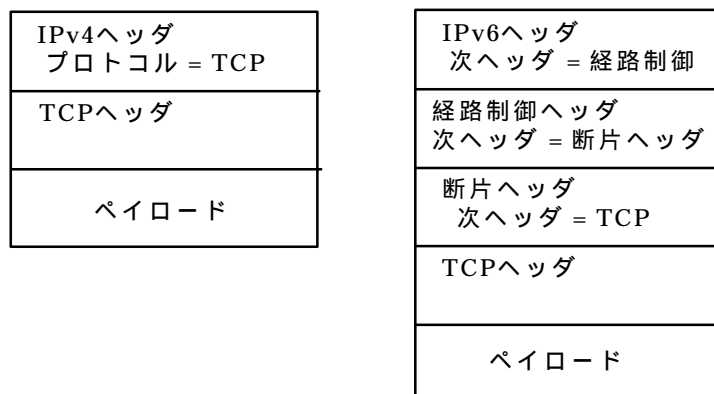 IPv4ヘッダ
プロトコル = TCP
TCPヘッダ
ペイロード
IPv6ヘッダ
次ヘッダ = 経路制御
経路制御ヘッダ
次ヘッダ = 断片ヘッダ
断片ヘッダ
次ヘッダ = TCP
TCPヘッダ
ペイロード